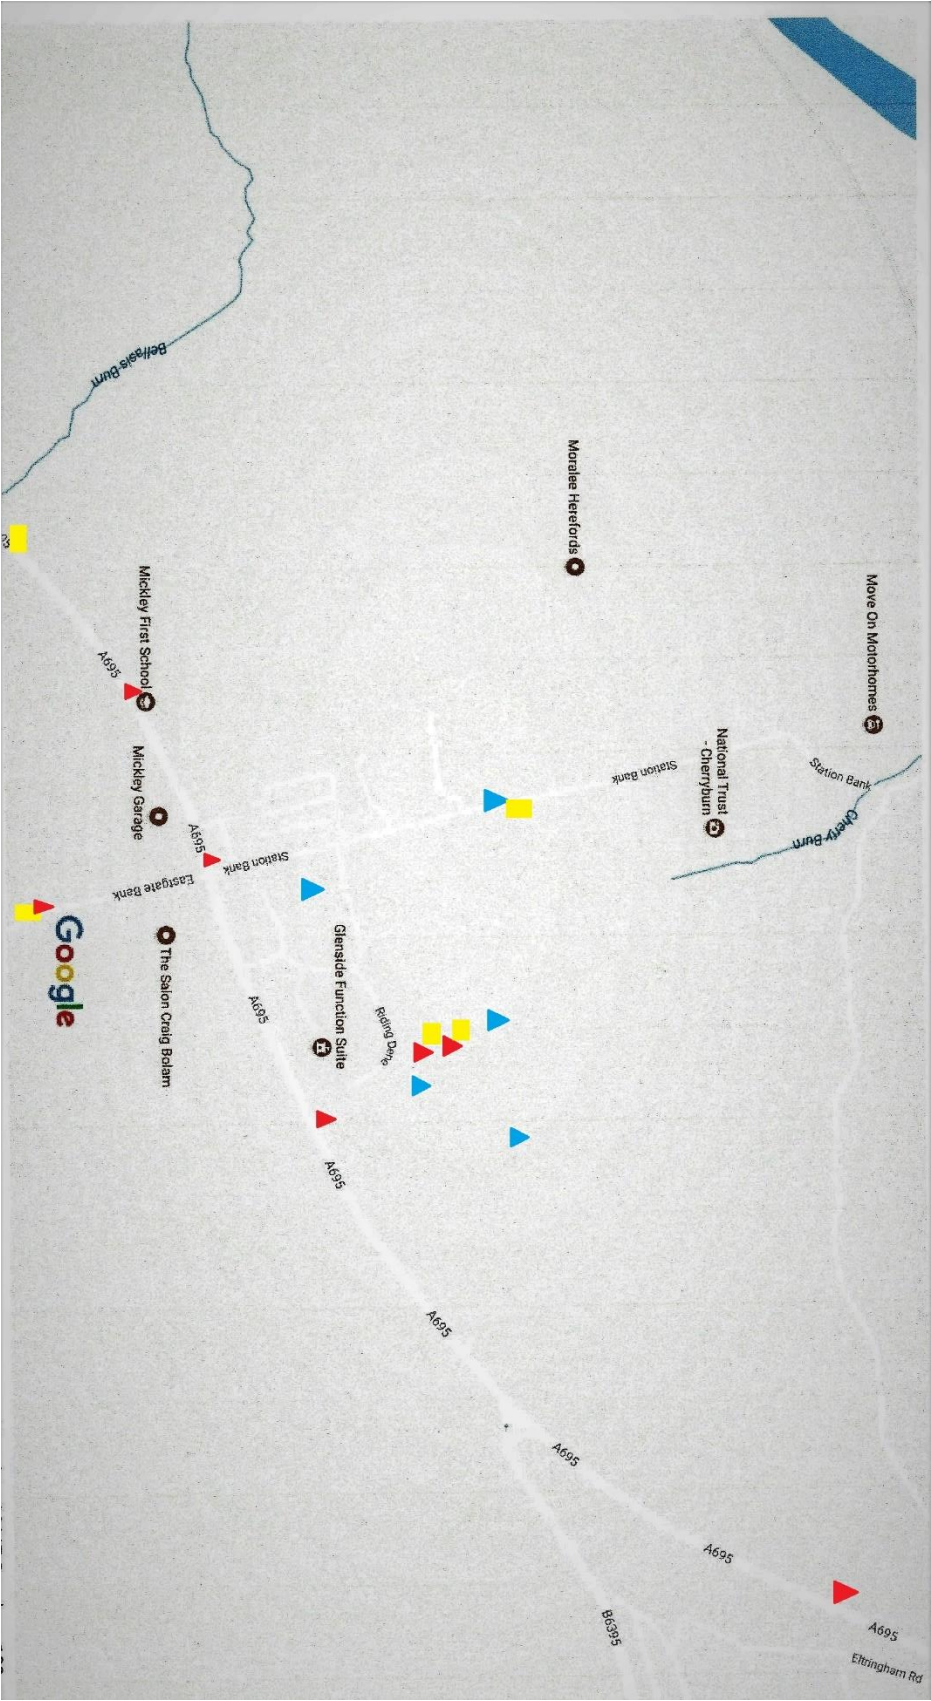 Bellasis Burn
Moralee Herefords
Move On Motorhomes
Mickley First School
A695
National Trust
- Cherryburn
Station Bank
Station Bank
Cherry Burn
Mickley Garage
A695
Station Bank
Eastgate Bank
Google
The Salon Craig Bolam
Glenside Function Suite
A695
Riding Dene
A695
A695
A695
A695
B6395
A695
Eltringham Rd